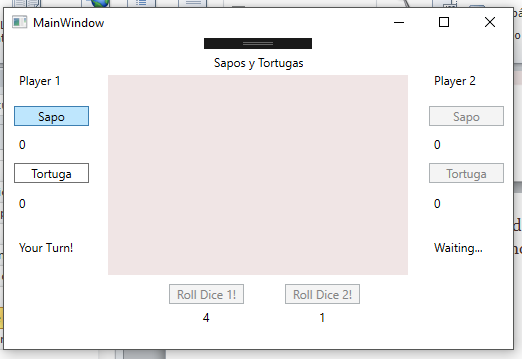 MainWindow
Sapos y Tortugas
Player 1
Player 2
Sapo
Sapo
0
0
Tortuga
Tortuga
0
0
Your Turn!
Waiting...
Roll Dice 1!
Roll Dice 2!
4
1